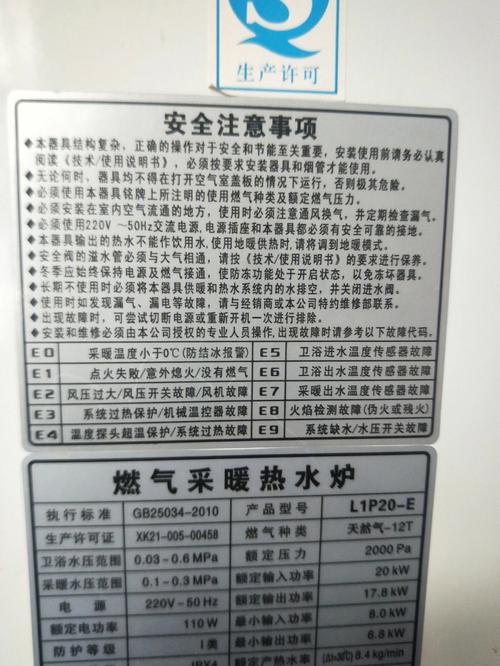 生产许可
安全注意事项
◆本器具结构复杂，正确的操作对于安全和节能至关重要，安装使用前请务必认真
阅读《技术/使用说明书》，必须按要求安装器具和烟管才能使用。
◆无论何时，器具均不得在打开空气室盖板的情况下运行，否则极其危险。
◆必须使用本器具铭牌上所注明的使用燃气种类及额定燃气压力。
◆必须安装在室内空气流通的地方，使用时必须注意通风换气，并定期检查漏气。
◆必须使用220V ~50Hz交流电源，电源插座和本器具都必须有安全可靠的接地。
◆本器具输出的热水不能作饮用水，使用地暖供热时，请将调到地暖模式。
◆安全阀的溢水管必须与大气相通，请按《技术/使用说明书》的要求进行保养。
◆冬季应始终保持电源及燃气接通，使防冻功能处于开启状态，以免冻坏器具。
◆长期不使用时必须将本器具供暖和热水系统内的水排空，并关闭进水阀。
◆使用时如发现漏气、漏电等故障，请与经销商或本公司特约维修部联系。
◆出现故障时，可尝试切断电源或重新开机一次进行排除。
◆安装和维修必须由本公司授权的专业人员操作，出现故障时请参考以下故障代码。
E0 采暖温度小于0℃(防结冰报警) E5 卫浴进水温度传感器故障
E1 点火失败/意外熄火/没有燃气 E6 卫浴出水温度传感器故障
E2 风压过大/风压开关故障/风机故障 E7 采暖出水温度传感器故障
E3 系统过热保护/机械温控器故障 E8 火焰检测故障(伪火或残火)
E4 温度探头超温保护/系统过热故障 E9 系统缺水/水压开关故障
燃气采暖热水炉
执行标准 GB25034-2010 产品型号 L1P20-E
生产许可证 XK21-005-00458 燃气种类 天然气-12T
卫浴水压范围 0.03-0.6MPa 额定压力 2000 Pa
采暖水压范围 0.1-0.3MPa 额定输入功率 20 kW
电源 220V~50Hz 额定输出功率 17.8 kW
额定电功率 110W 最小输入功率 8.0 kW
防护等级 I类 最小输出功率 6.8 kW
IPX4 额定产热水率 (Δt=30℃) 8.4 kg/min